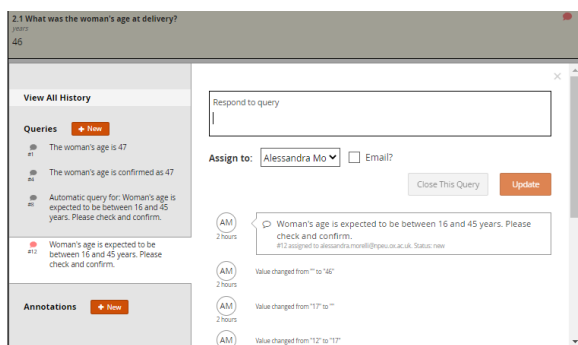 2.1 What was the woman's age at delivery?
years
46
View All History
Queries + New
#1 The woman's age is 47
#4 The woman's age is confirmed as 47
Automatic query for: Woman's age is
expected to be between 16 and 45
years. Please check and confirm.
#12 Woman's age is expected to be
between 16 and 45 years. Please
check and confirm.
Annotations + New
×
Respond to query
Assign to: Alessandra Mo Email?
Close This Query Update
AM
2 hours
Woman's age is expected to be between 16 and 45 years. Please
check and confirm.
#12 assigned to alessandra.morelli@npeu.ox.ac.uk. Status: new
AM
2 hours
Value changed from "" to "46"
AM
2 hours
Value changed from "17" to ""
AM
Value changed from "12" to "17"